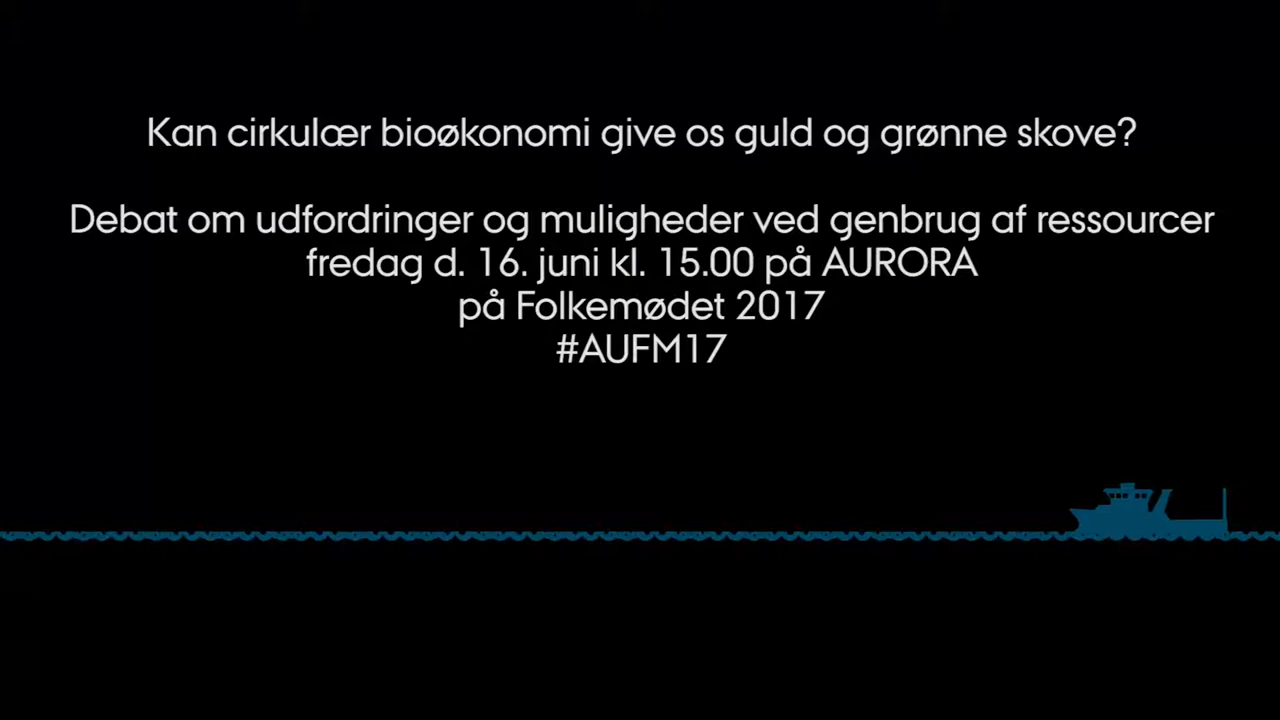 Kan cirkulær bioøkonomi give os guld og grønne skove?
Debat om udfordringer og muligheder ved genbrug af ressourcer
fredag d. 16. juni kl. 15.00 på AURORA
på Folkemødet 2017
#AUFM17